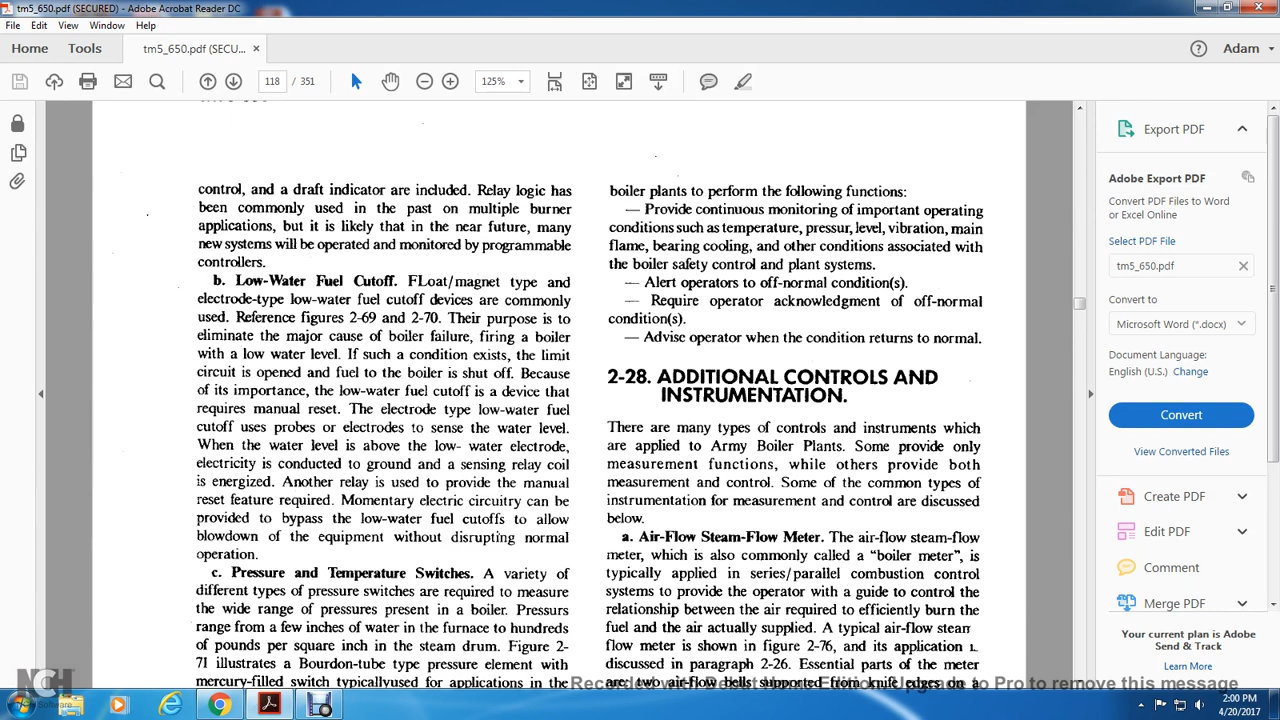 tm5_650.pdf (SECURED) - Adobe Acrobat Reader DC
File Edit View Window Help
Home Tools tm5_650.pdf (SECU... × Adam
118 / 351 125%
control, and a draft indicator are included. Relay logic has
been commonly used in the past on multiple burner
applications, but it is likely that in the near future, many
new systems will be operated and monitored by programmable
controllers.
b. Low-Water Fuel Cutoff. FLoat/magnet type and
electrode-type low-water fuel cutoff devices are commonly
used. Reference figures 2-69 and 2-70. Their purpose is to
eliminate the major cause of boiler failure, firing a boiler
with a low water level. If such a condition exists, the limit
circuit is opened and fuel to the boiler is shut off. Because
of its importance, the low-water fuel cutoff is a device that
requires manual reset. The electrode type low-water fuel
cutoff uses probes or electrodes to sense the water level.
When the water level is above the low- water electrode,
electricity is conducted to ground and a sensing relay coil
is energized. Another relay is used to provide the manual
reset feature required. Momentary electric circuitry can be
provided to bypass the low-water fuel cutoffs to allow
blowdown of the equipment without disrupting normal
operation.
c. Pressure and Temperature Switches. A variety of
different types of pressure switches are required to measure
the wide range of pressures present in a boiler. Pressurs
range from a few inches of water in the furnace to hundreds
of pounds per square inch in the steam drum. Figure 2-
71 illustrates a Bourdon-tube type pressure element with
mercury-filled switch typicallyused for applications in the
boiler plants to perform the following functions:
— Provide continuous monitoring of important operating
conditions such as temperature, pressur, level, vibration, main
flame, bearing cooling, and other conditions associated with
the boiler safety control and plant systems.
— Alert operators to off-normal condition(s).
— Require operator acknowledgment of off-normal
condition(s).
— Advise operator when the condition returns to normal.
2-28. ADDITIONAL CONTROLS AND
INSTRUMENTATION.
There are many types of controls and instruments which
are applied to Army Boiler Plants. Some provide only
measurement functions, while others provide both
measurement and control. Some of the common types of
instrumentation for measurement and control are discussed
below.
a. Air-Flow Steam-Flow Meter. The air-flow steam-flow
meter, which is also commonly called a "boiler meter", is
typically applied in series/parallel combustion control
systems to provide the operator with a guide to control the
relationship between the air required to efficiently burn the
fuel and the air actually supplied. A typical air-flow steam
flow meter is shown in figure 2-76, and its application
discussed in paragraph 2-26. Essential parts of the meter
are two air-flow bells supported from knife edges on a
Export PDF
Adobe Export PDF
Convert PDF Files to Word
or Excel Online
Select PDF File
tm5_650.pdf
Convert to
Microsoft Word (*.docx)
Document Language:
English (U.S.) Change
Convert
View Converted Files
Create PDF
Edit PDF
Comment
Merge PDF
Your current plan is Adobe
Send & Track
Learn More
NCH
Software
to Pro to remove this message
2:00 PM
4/20/2017